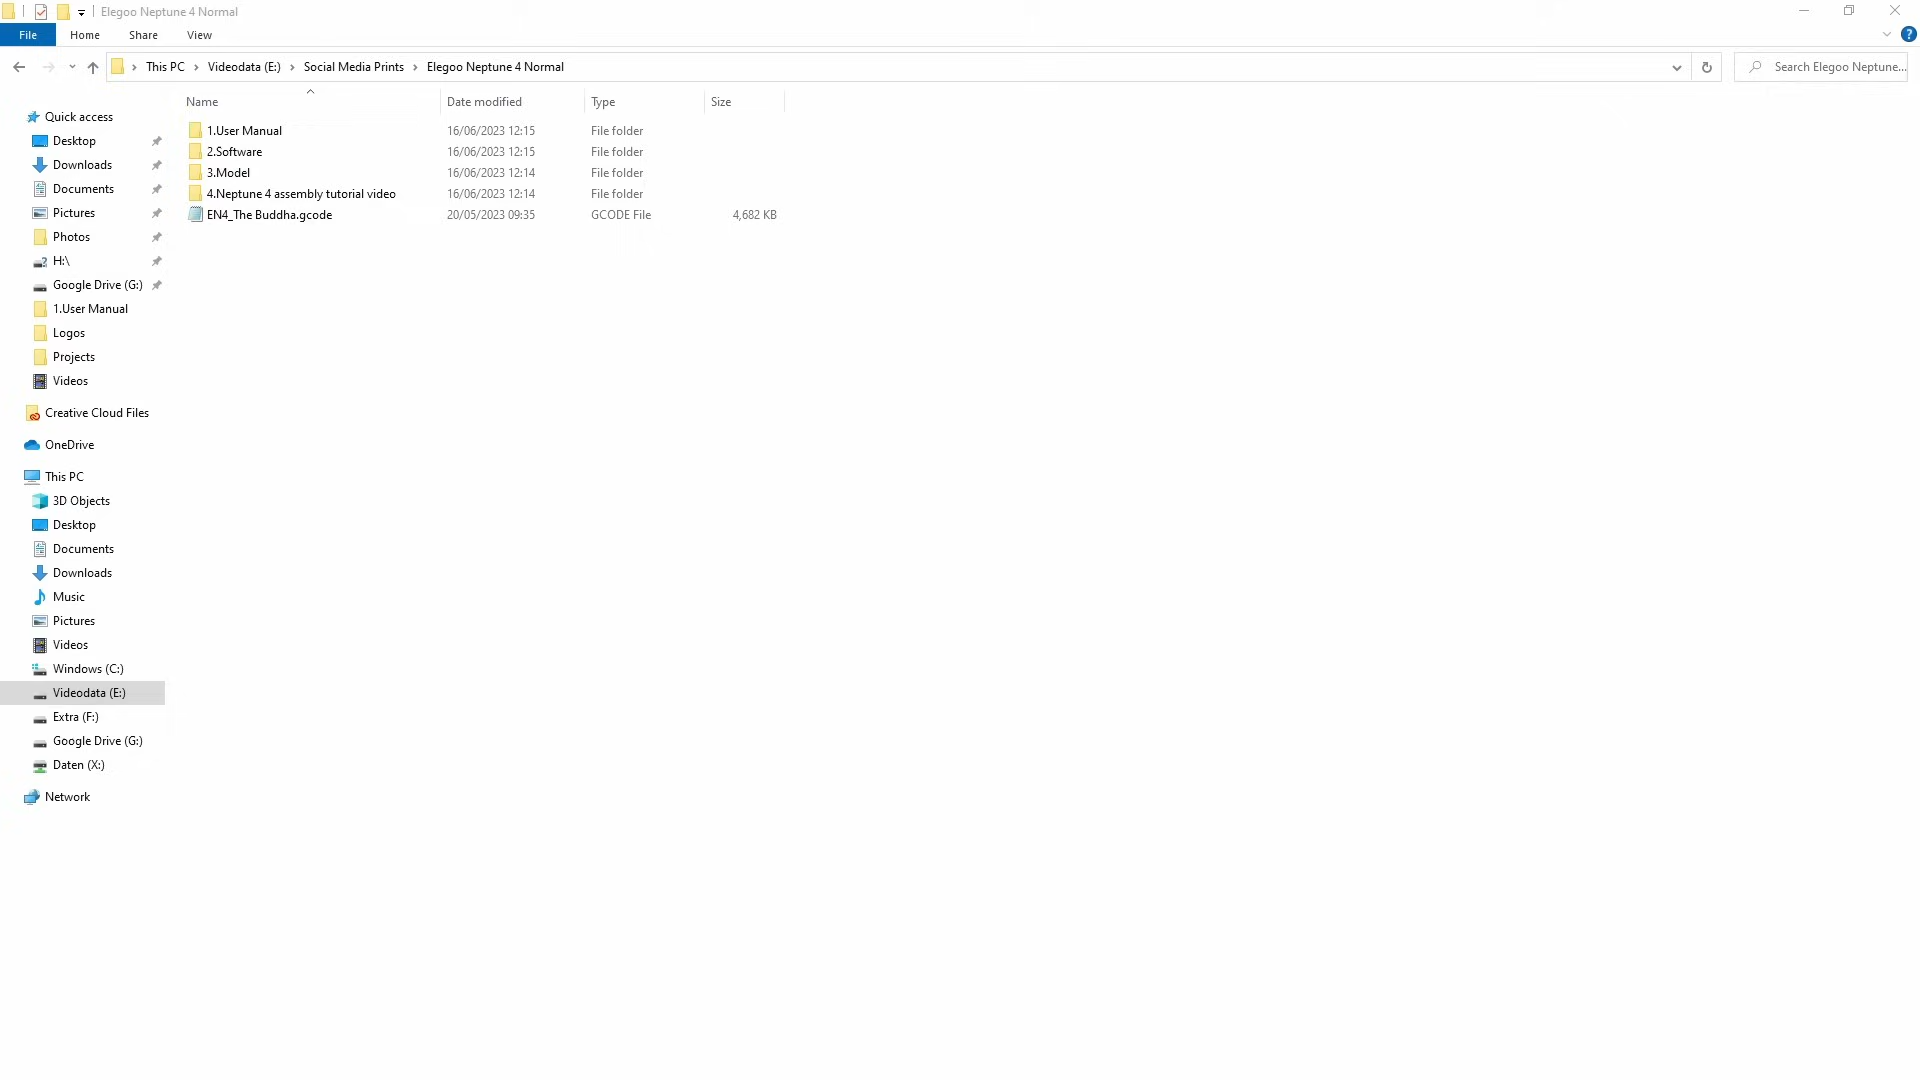 Elegoo Neptune 4 Normal
File Home Share View
This PC Videodata (E:) Social Media Prints Elegoo Neptune 4 Normal
Search Elegoo Neptune...
Name Date modified Type Size
1.User Manual 16/06/2023 12:15 File folder
2.Software 16/06/2023 12:15 File folder
3.Model 16/06/2023 12:14 File folder
4.Neptune 4 assembly tutorial video 16/06/2023 12:14 File folder
EN4_The Buddha.gcode 20/05/2023 09:35 GCODE File 4,682 KB
Quick access
Desktop
Downloads
Documents
Pictures
Photos
H:\
Google Drive (G:)
1.User Manual
Logos
Projects
Videos
Creative Cloud Files
OneDrive
This PC
3D Objects
Desktop
Documents
Downloads
Music
Pictures
Videos
Windows (C:)
Videodata (E:)
Extra (F:)
Google Drive (G:)
Daten (X:)
Network